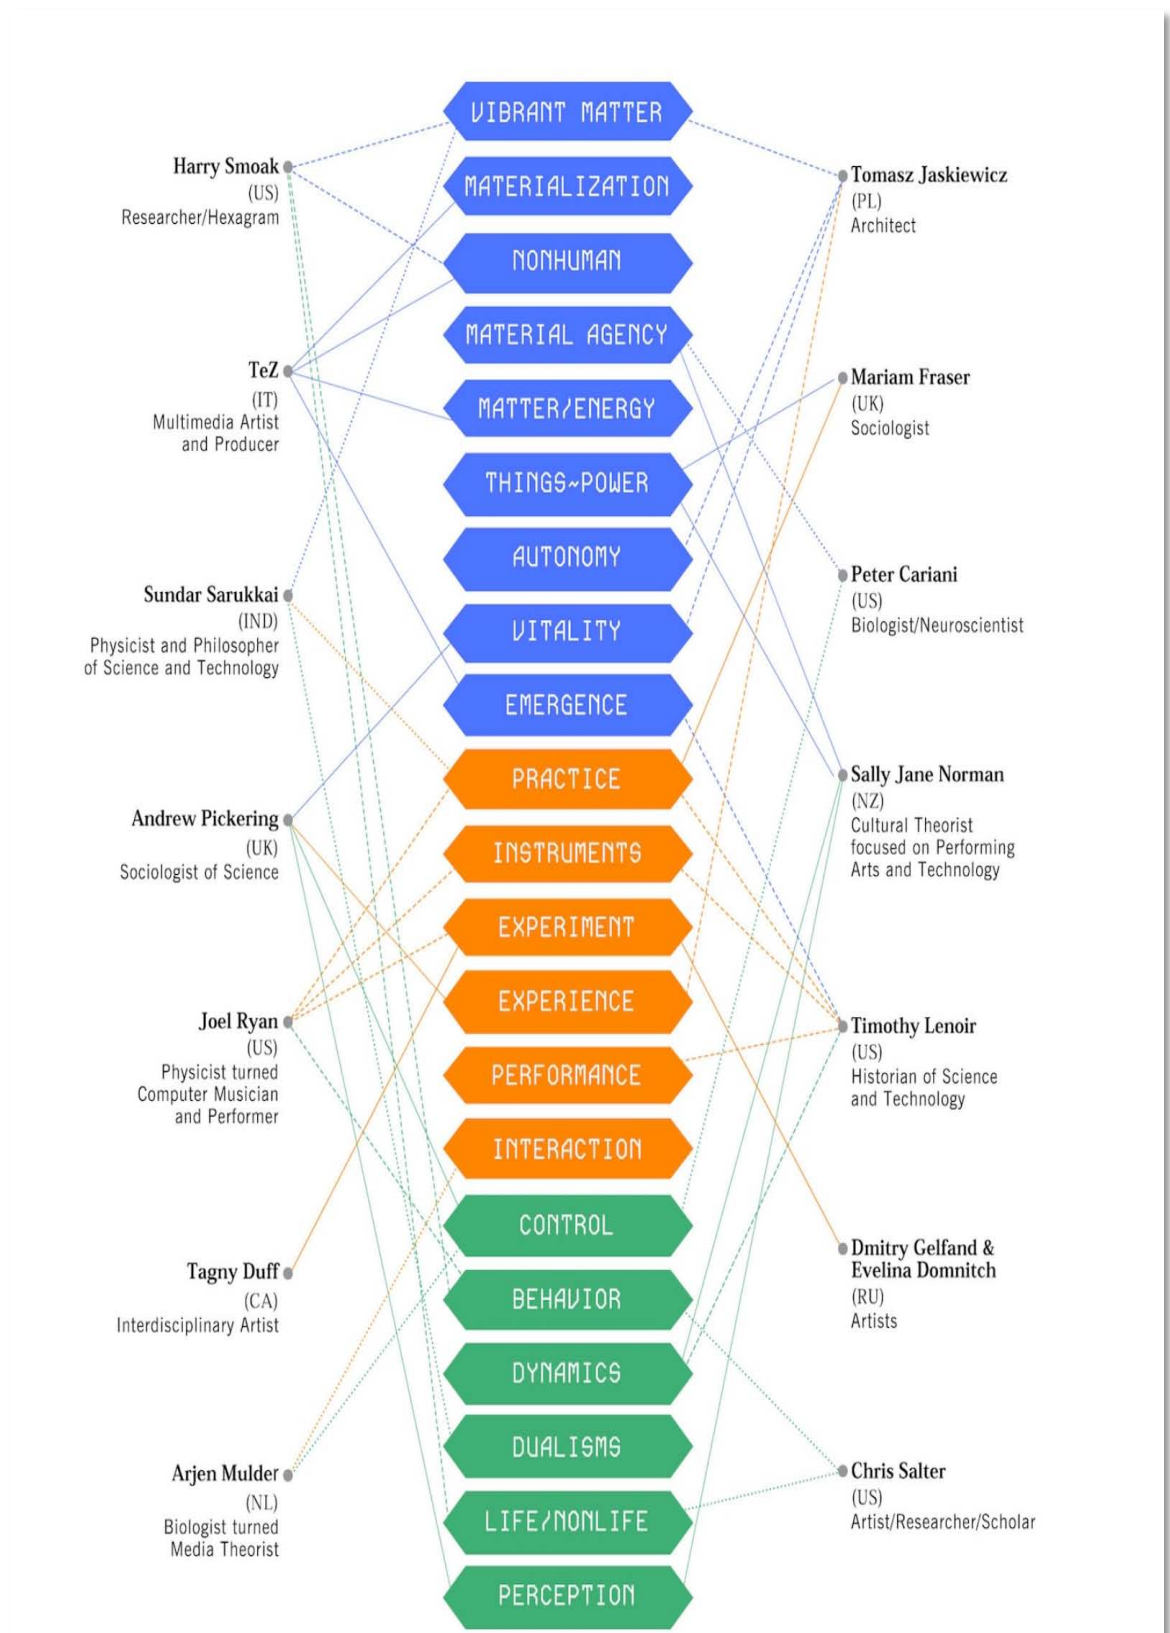 VIBRANT MATTER
MATERIALIZATION
NONHUMAN
MATERIAL AGENCY
MATTER/ENERGY
THINGS~POWER
AUTONOMY
VITALITY
EMERGENCE
PRACTICE
INSTRUMENTS
EXPERIMENT
EXPERIENCE
PERFORMANCE
INTERACTION
CONTROL
BEHAVIOR
DYNAMICS
DUALISMS
LIFE/NONLIFE
PERCEPTION
Harry Smoak
(US)
Researcher/Hexagram
TeZ
(IT)
Multimedia Artist
and Producer
Sundar Sarukkai
(IND)
Physicist and Philosopher
of Science and Technology
Andrew Pickering
(UK)
Sociologist of Science
Joel Ryan
(US)
Physicist turned
Computer Musician
and Performer
Tagny Duff
(CA)
Interdisciplinary Artist
Arjen Mulder
(NL)
Biologist turned
Media Theorist
Tomasz Jaskiewicz
(PL)
Architect
Mariam Fraser
(UK)
Sociologist
Peter Cariani
(US)
Biologist/Neuroscientist
Sally Jane Norman
(NZ)
Cultural Theorist
focused on Performing
Arts and Technology
Timothy Lenoir
(US)
Historian of Science
and Technology
Dmitry Gelfand &
Evelina Domnitch
(RU)
Artists
Chris Salter
(US)
Artist/Researcher/Scholar